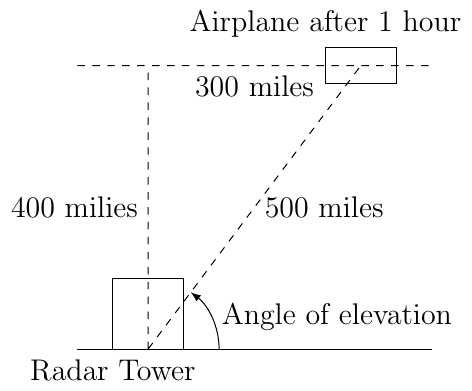 Airplane after 1 hour
300 miles
400 milies
500 miles
Angle of elevation
Radar Tower